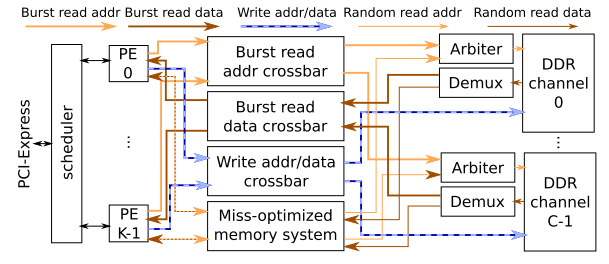 Burst read addr
Burst read data
Write addr/data
Random read addr
Random read data
PCI-Express
scheduler
PE
0
...
PE
K-1
Burst read
addr crossbar
Burst read
data crossbar
Write addr/data
crossbar
Miss-optimized
memory system
Arbiter
Demux
Arbiter
Demux
DDR
channel
0
...
DDR
channel
C-1